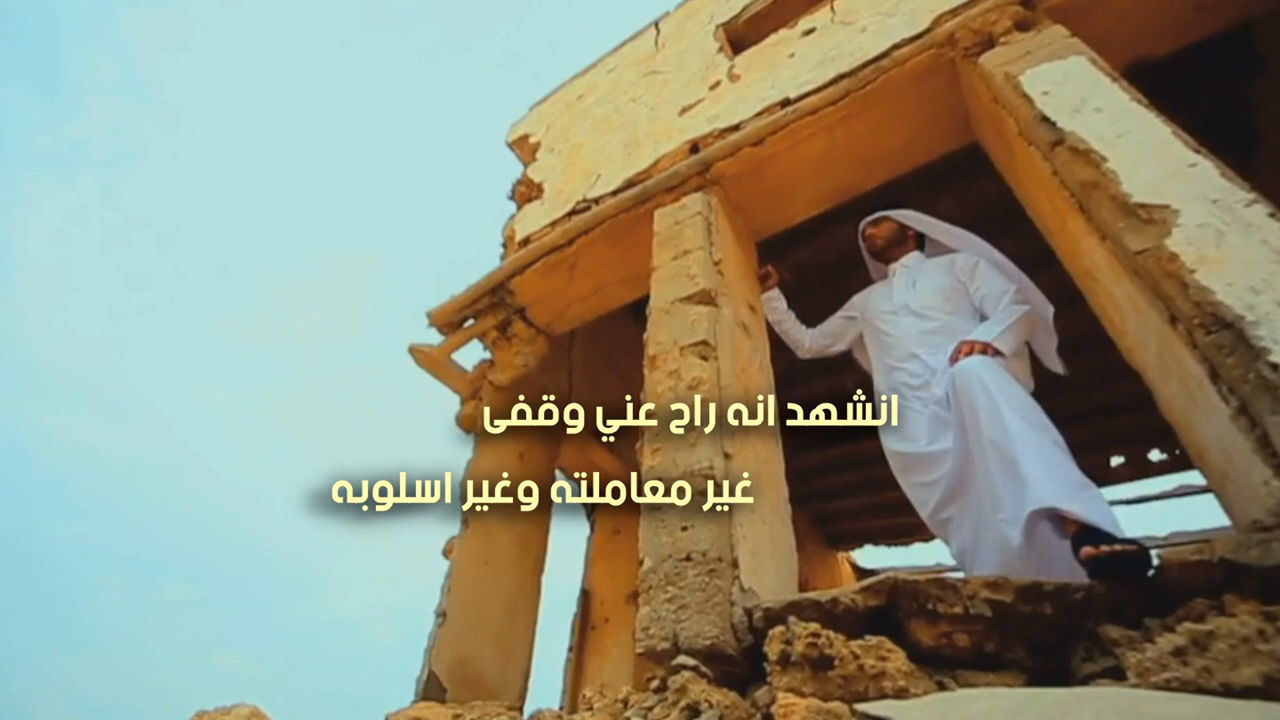 انشهد انه راح عني وقفى
غير معاملته وغير اسلوبه